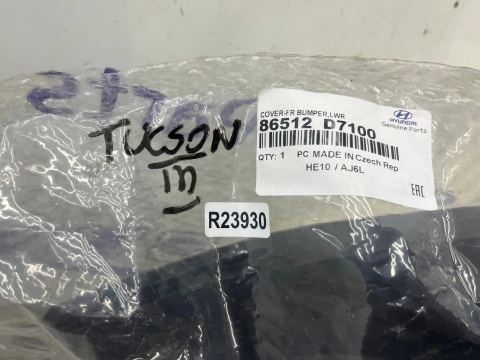 COVER-FR BUMPER,LWR
86512 D7100
HYUNDAI
Genuine Parts
QTY: 1 PC MADE IN Czech Rep
HE10 / AJ6L
EAC
TUCSON
III
R23930